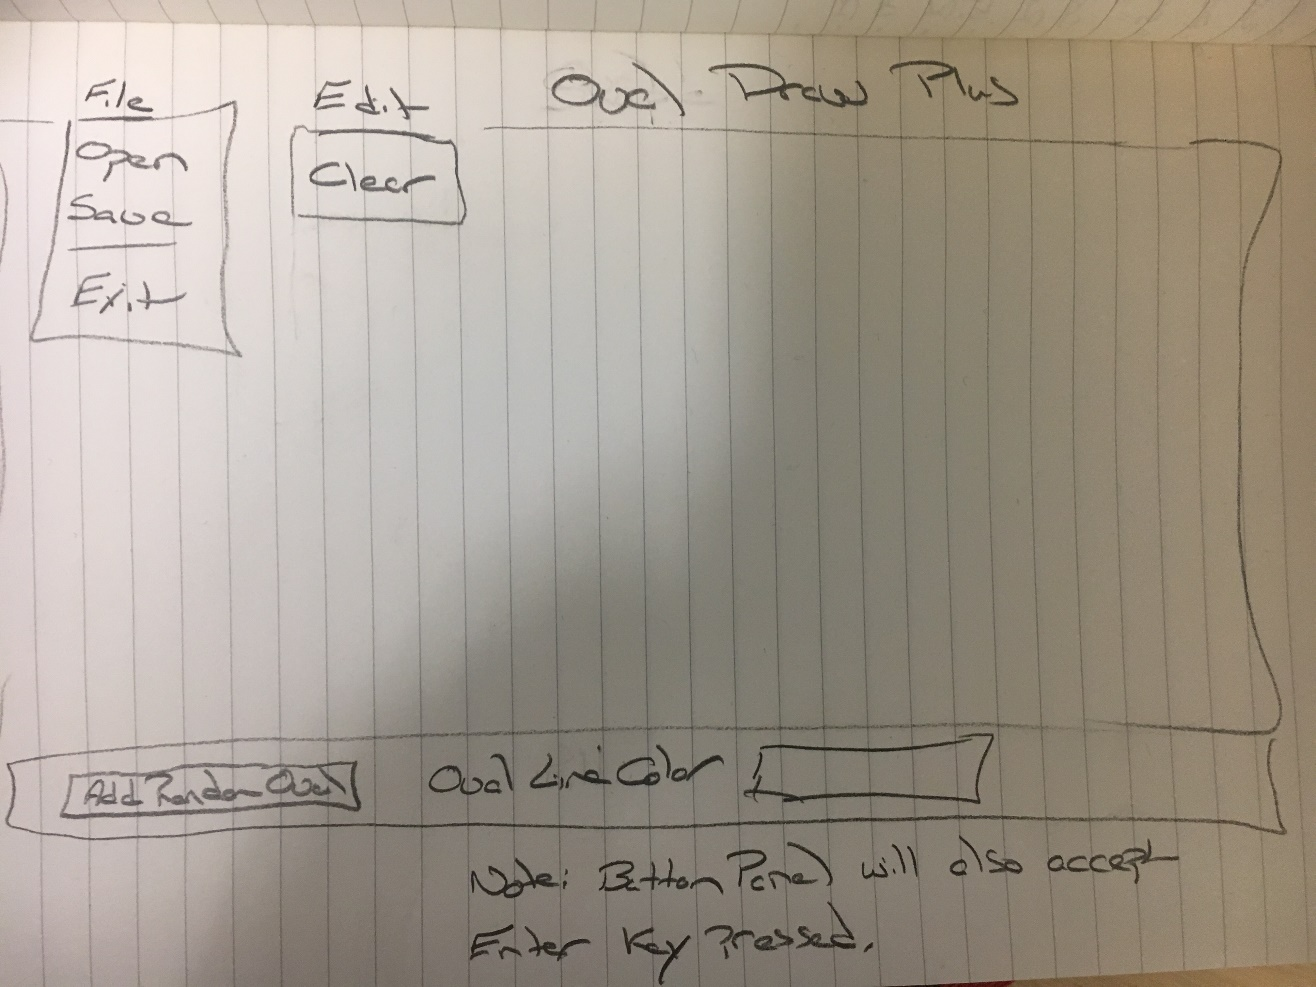 File
Open
Save
Exit
Edit
Clear
Oval Draw Plus
Add Random Oval
Oval Line Color
Note: Bottom Panel will also accept
Enter Key Pressed.